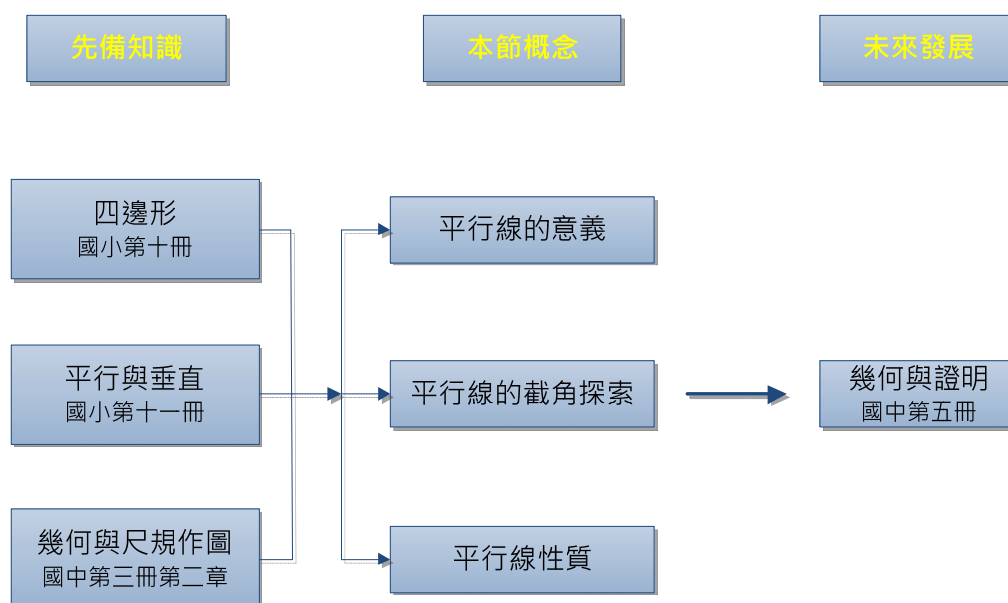 先備知識
本節概念
未來發展
四邊形
國小第十冊
平行線的意義
平行與垂直
國小第十一冊
平行線的截角探索
幾何與證明
國中第五冊
幾何與尺規作圖
國中第三冊第二章
平行線性質